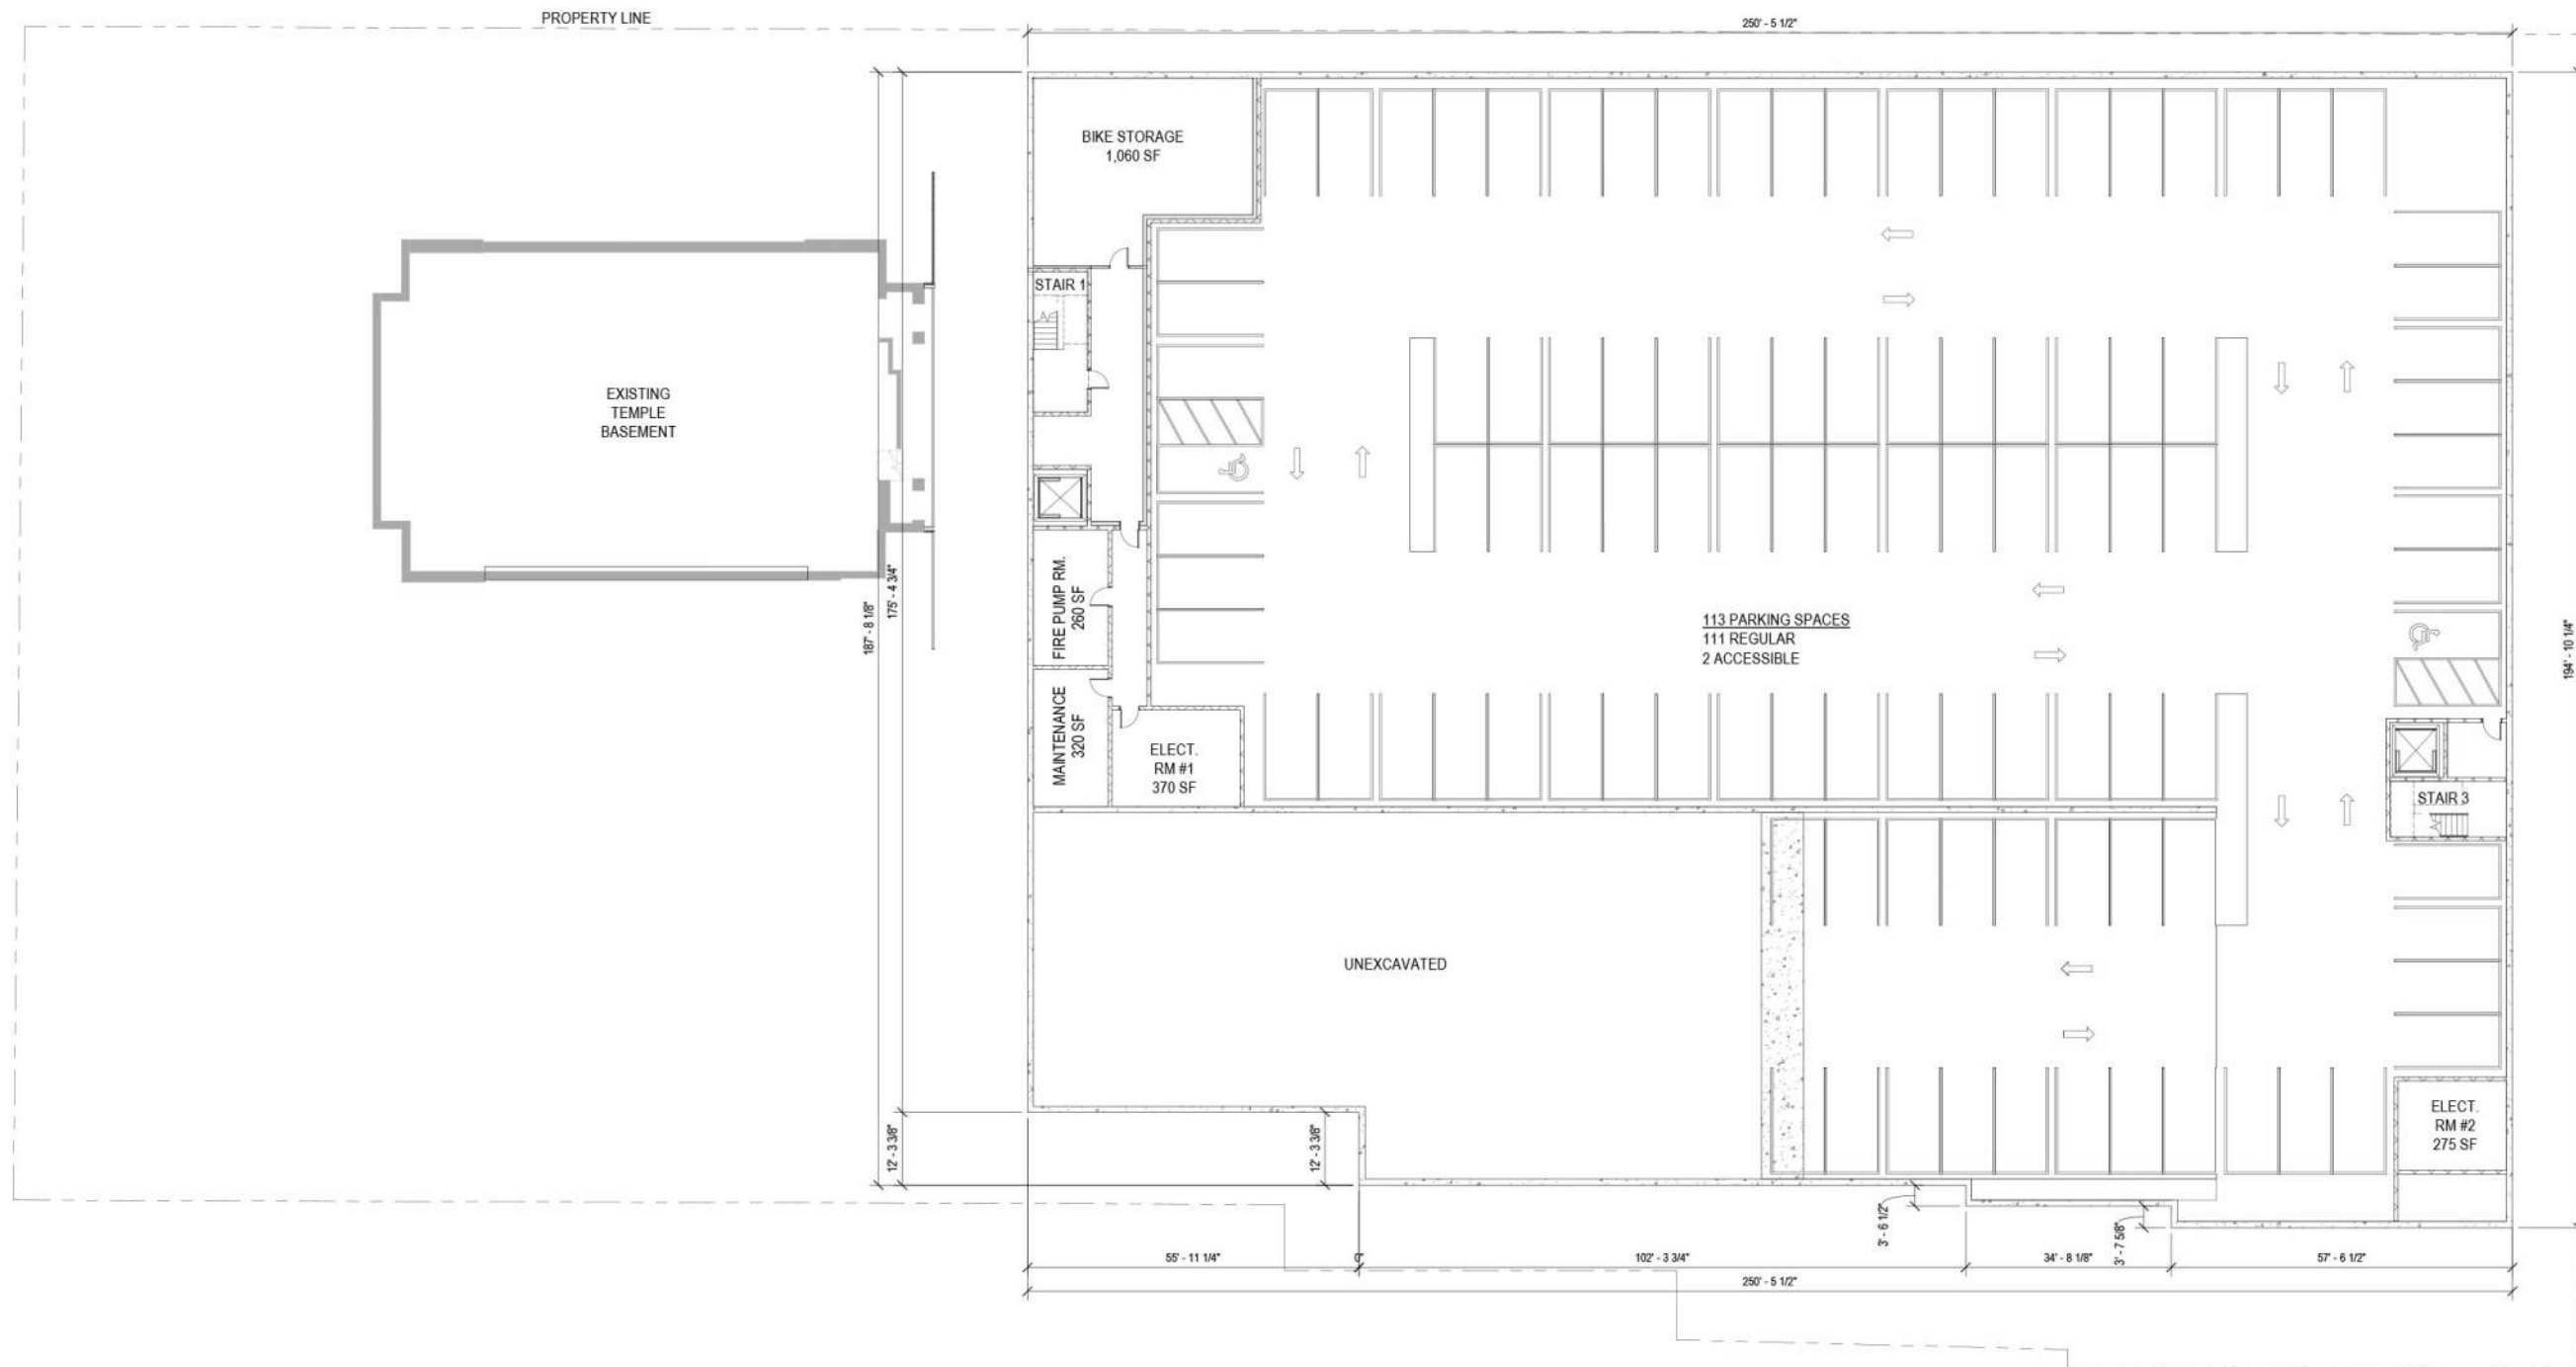 PROPERTY LINE
250' - 5 1/2"
BIKE STORAGE
1,060 SF
STAIR 1
EXISTING
TEMPLE
BASEMENT
187' - 8 1/8"
175' - 4 3/4"
FIRE PUMP RM.
260 SF
113 PARKING SPACES
111 REGULAR
2 ACCESSIBLE
194' - 10 1/4"
MAINTENANCE
320 SF
ELECT.
RM #1
370 SF
STAIR 3
UNEXCAVATED
12' - 3 3/8"
12' - 3 3/8"
ELECT.
RM #2
275 SF
3' - 6 1/2"
3' - 7 5/8"
55' - 11 1/4"
0"
102' - 3 3/4"
34' - 8 1/8"
57' - 6 1/2"
250' - 5 1/2"